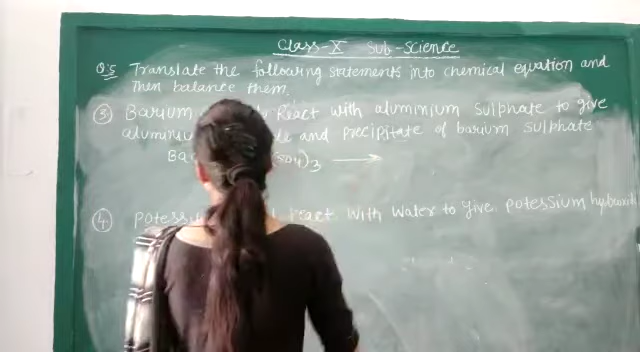 Class-X Sub-Science
Q.5 Translate the following statements into chemical equation and
then balance them.
③ Barium React with aluminium sulphate to give
aluminiu and precipitate of barium sulphate
Ba (SO4)3 →
④ potassiu react with water to give potessium hydroxide